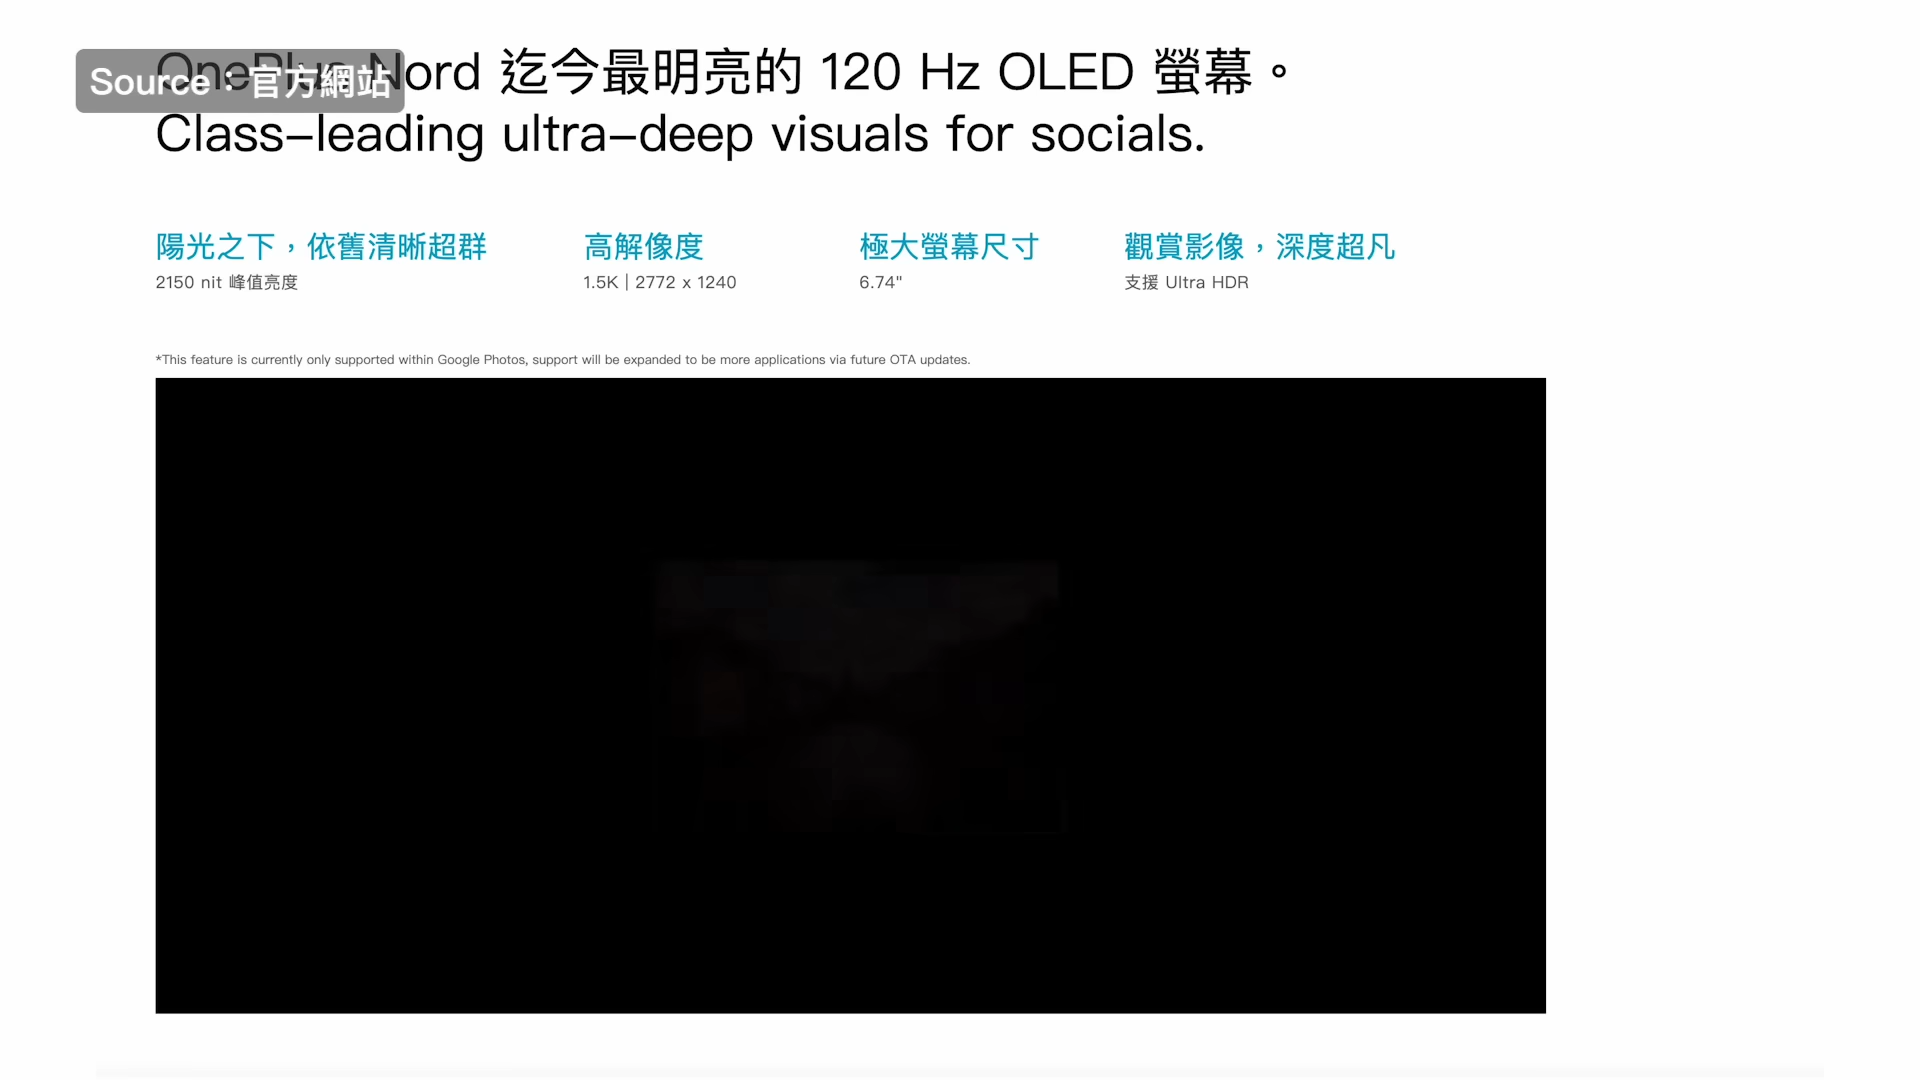 Source：官方網站
OnePlus Nord 迄今最明亮的 120 Hz OLED 螢幕。
Class-leading ultra-deep visuals for socials.
陽光之下，依舊清晰超群
2150 nit 峰值亮度
高解像度
1.5K | 2772 x 1240
極大螢幕尺寸
6.74"
觀賞影像，深度超凡
支援 Ultra HDR
*This feature is currently only supported within Google Photos, support will be expanded to be more applications via future OTA updates.